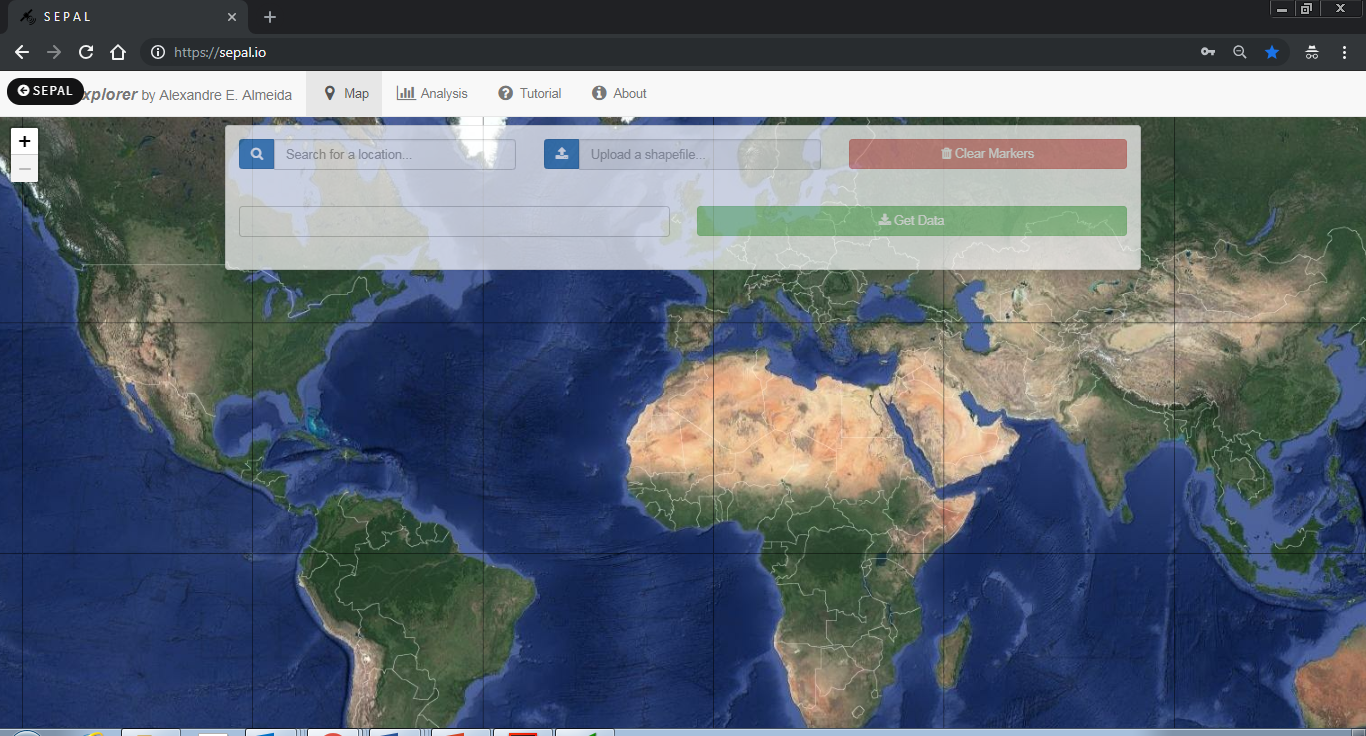 SEPAL
https://sepal.io
SEPAL
xplorer by Alexandre E. Almeida
Map
Analysis
Tutorial
About
+
−
Search for a location...
Upload a shapefile...
Clear Markers
Get Data